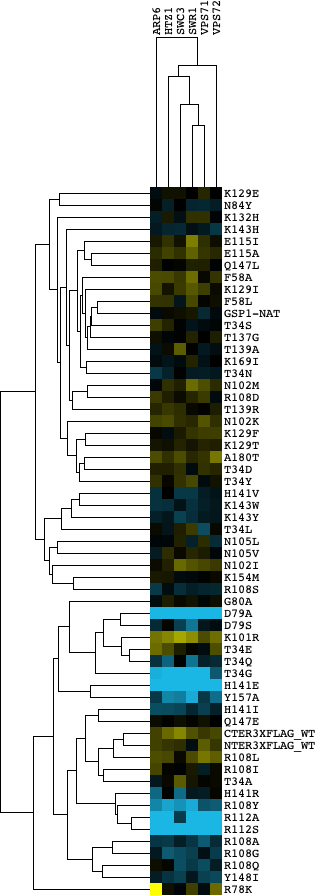 ARP6
HTZ1
SWC3
SWR1
VPS71
VPS72
K129E
N84Y
K132H
K143H
E115I
E115A
Q147L
F58A
K129I
F58L
GSP1-NAT
T34S
T137G
T139A
K169I
T34N
N102M
R108D
T139R
N102K
K129F
K129T
A180T
T34D
T34Y
H141V
K143W
K143Y
T34L
N105L
N105V
N102I
K154M
R108S
G80A
D79A
D79S
K101R
T34E
T34Q
T34G
H141E
Y157A
H141I
Q147E
CTER3XFLAG_WT
NTER3XFLAG_WT
R108L
R108I
T34A
H141R
R108Y
R112A
R112S
R108A
R108G
R108Q
Y148I
R78K